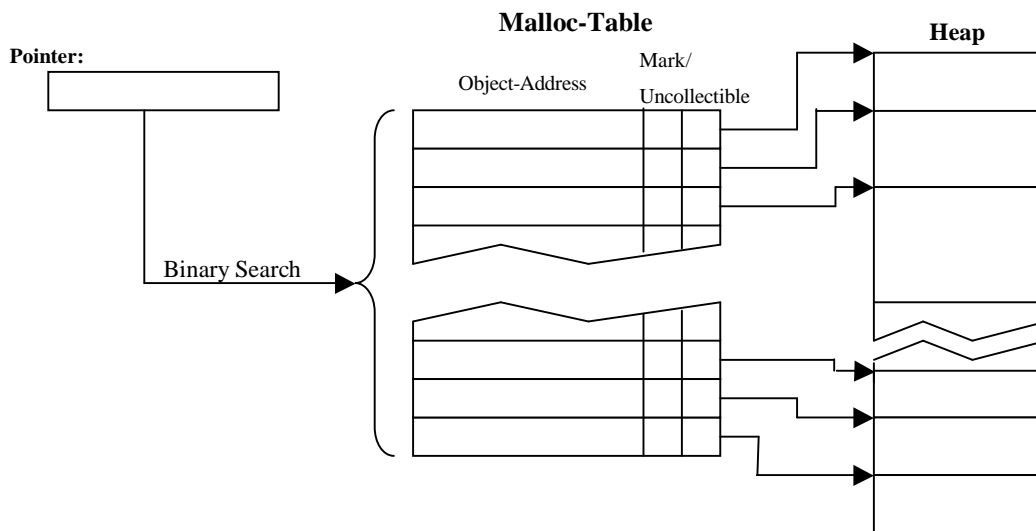 Malloc-Table
Heap
Pointer:
Object-Address
Mark/
Uncollectible
Binary Search